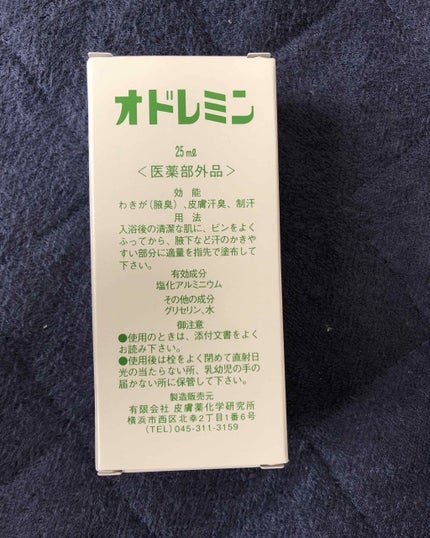 オドレミン
25ml
<医薬部外品>
効能
わきが(腋臭)、皮膚汗臭、制汗
用法
入浴後の清潔な肌に、ビンをよく
ふってから、腋下など汗のかきや
すい部分に適量を指先で塗布して
下さい。
有効成分
塩化アルミニウム
その他の成分
グリセリン、水
御注意
●使用のときは、添付文書をよく
お読み下さい。
●使用後は栓をよく閉めて直射日
光の当たらない所、乳幼児の手の
届かない所に保管して下さい。
製造販売元
有限会社 皮膚薬化学研究所
横浜市西区北幸2丁目1番6号
(TEL)045-311-3159